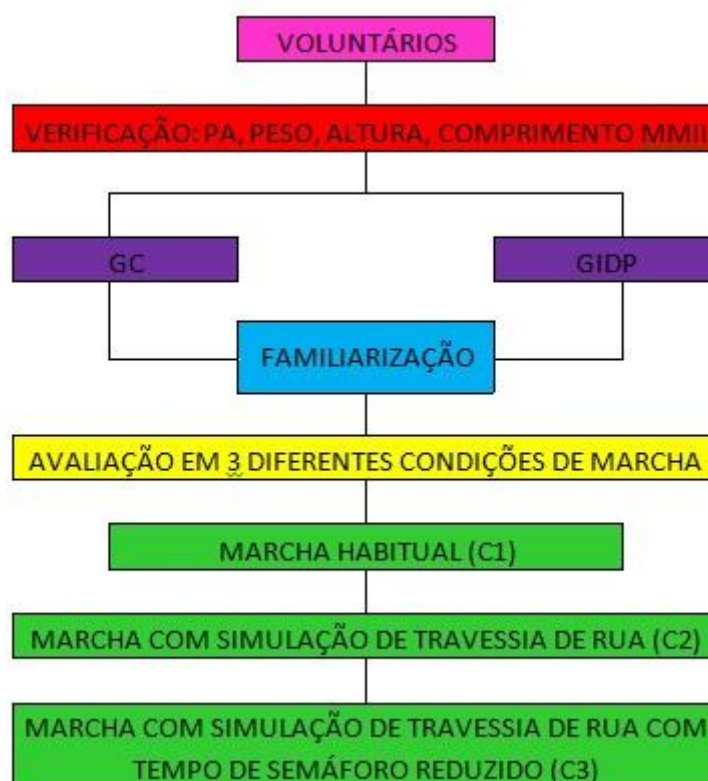 VOLUNTÁRIOS
VERIFICAÇÃO: PA, PESO, ALTURA, COMPRIMENTO
GC
GIDP
FAMILIARIZAÇÃO
AVALIAÇÃO EM 3 DIFERENTES CONDIÇÕES DE MARCHA
MARCHA HABITUAL (C1)
MARCHA COM SIMULAÇÃO DE TRAVESSIA DE RUA (C2)
MARCHA COM SIMULAÇÃO DE TRAVESSIA DE RUA COM
TEMPO DE SEMÁFORO REDUZIDO (C3)